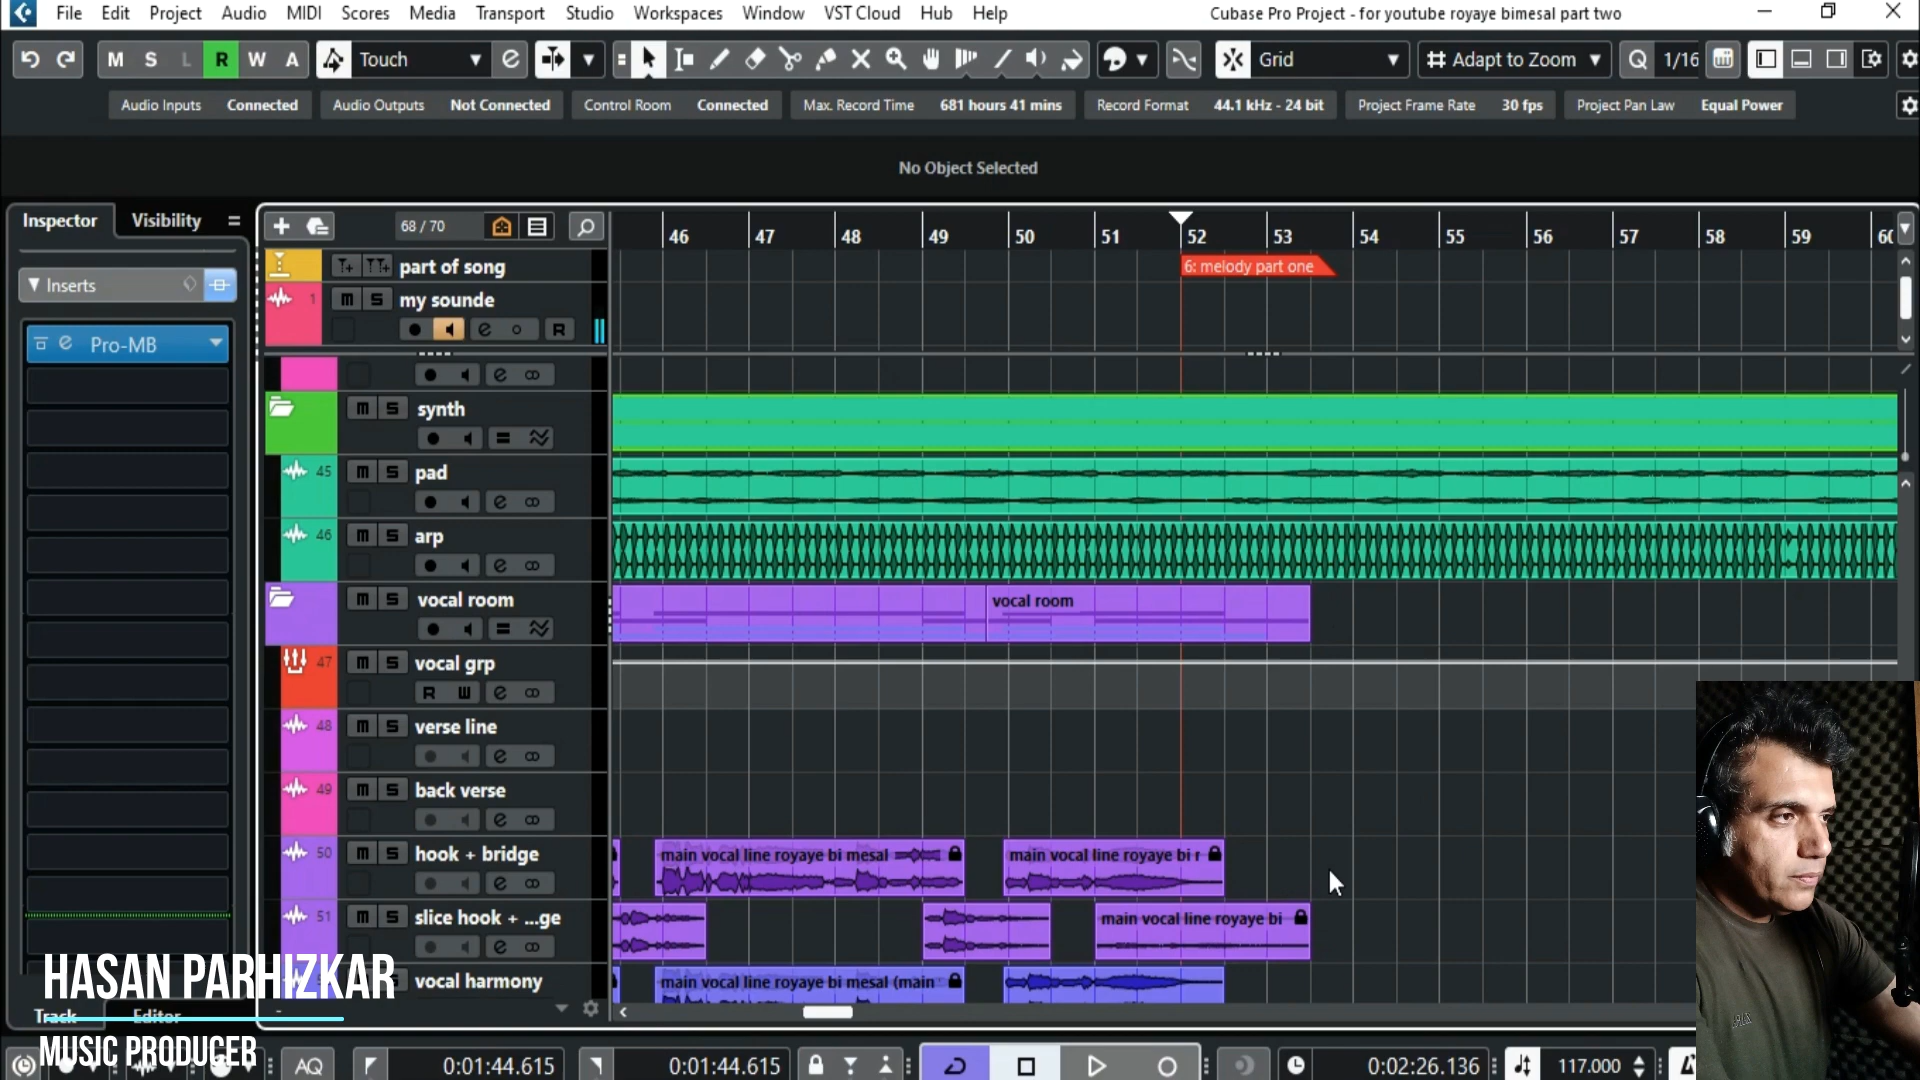 File Edit Project Audio MIDI Scores Media Transport Studio Workspaces Window VST Cloud Hub Help
Cubase Pro Project - for youtube royaye bimesal part two
M S L R W A Touch Grid Adapt to Zoom Q 1/16
Audio Inputs Connected Audio Outputs Not Connected Control Room Connected Max. Record Time 681 hours 41 mins Record Format 44.1 kHz - 24 bit Project Frame Rate 30 fps Project Pan Law Equal Power
No Object Selected
Inspector Visibility
68 / 70
46 47 48 49 50 51 52 53 54 55 56 57 58 59
part of song
6: melody part one
Inserts
1 m S my sounde
R
Pro-MB
m S synth
45 m S pad
46 m S arp
m S vocal room
vocal room
47 m S vocal grp
R W
48 m S verse line
49 m S back verse
50 m S hook + bridge
main vocal line royaye bi mesal
main vocal line royaye bi r
51 m S slice hook + ...ge
main vocal line royaye bi
vocal harmony
main vocal line royaye bi mesal (main
HASAN PARHIZKAR
Track Editor
MUSIC PRODUCER
AQ 0:01:44.615 0:01:44.615 0:02:26.136 117.000